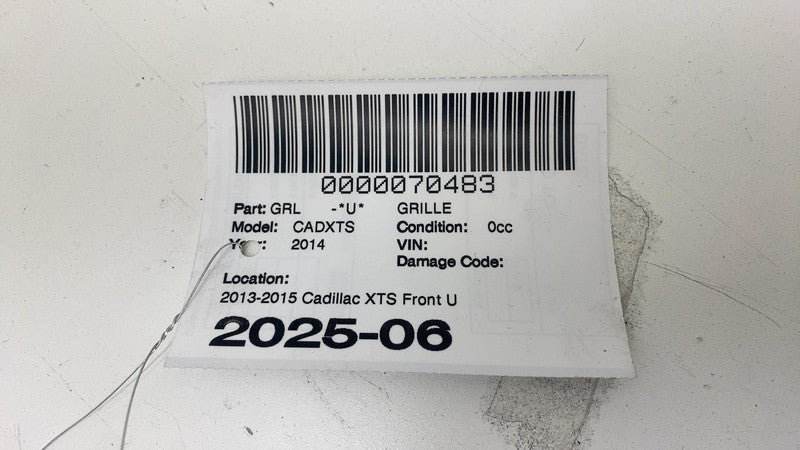 0000070483
Part: GRL -*U* GRILLE
Model: CADXTS Condition: 0cc
Year: 2014 VIN:
Damage Code:
Location:
2013-2015 Cadillac XTS Front U
2025-06